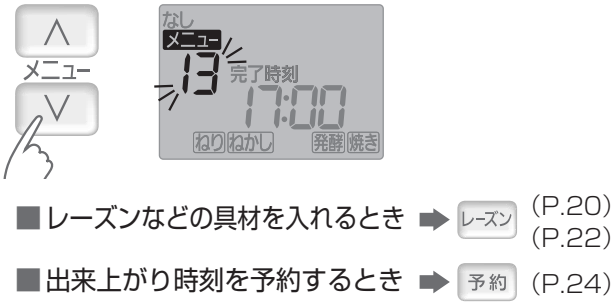 なし
メニュー
13
メニュー
完了時刻
17:00
ねり ねかし 発酵 焼き
■レーズンなどの具材を入れるとき ➡ レーズン (P.20)
(P.22)
■出来上がり時刻を予約するとき ➡ 予約 (P.24)